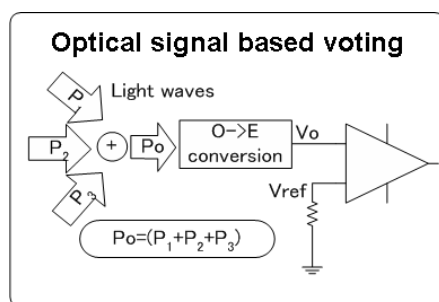 Optical signal based voting
P₁
Light waves
P₂
+
Po
O->E
conversion
Vo
P₃
Vref
Po=(P₁+P₂+P₃)